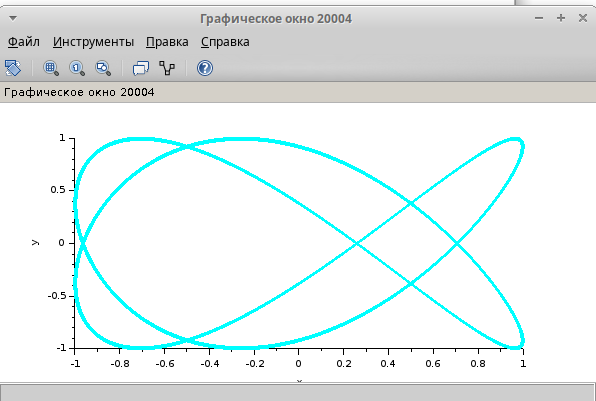 Графическое окно 20004
Файл Инструменты Правка Справка
Графическое окно 20004
1
0.5
0
-0.5
-1
y
-1 -0.8 -0.6 -0.4 -0.2 0 0.2 0.4 0.6 0.8 1